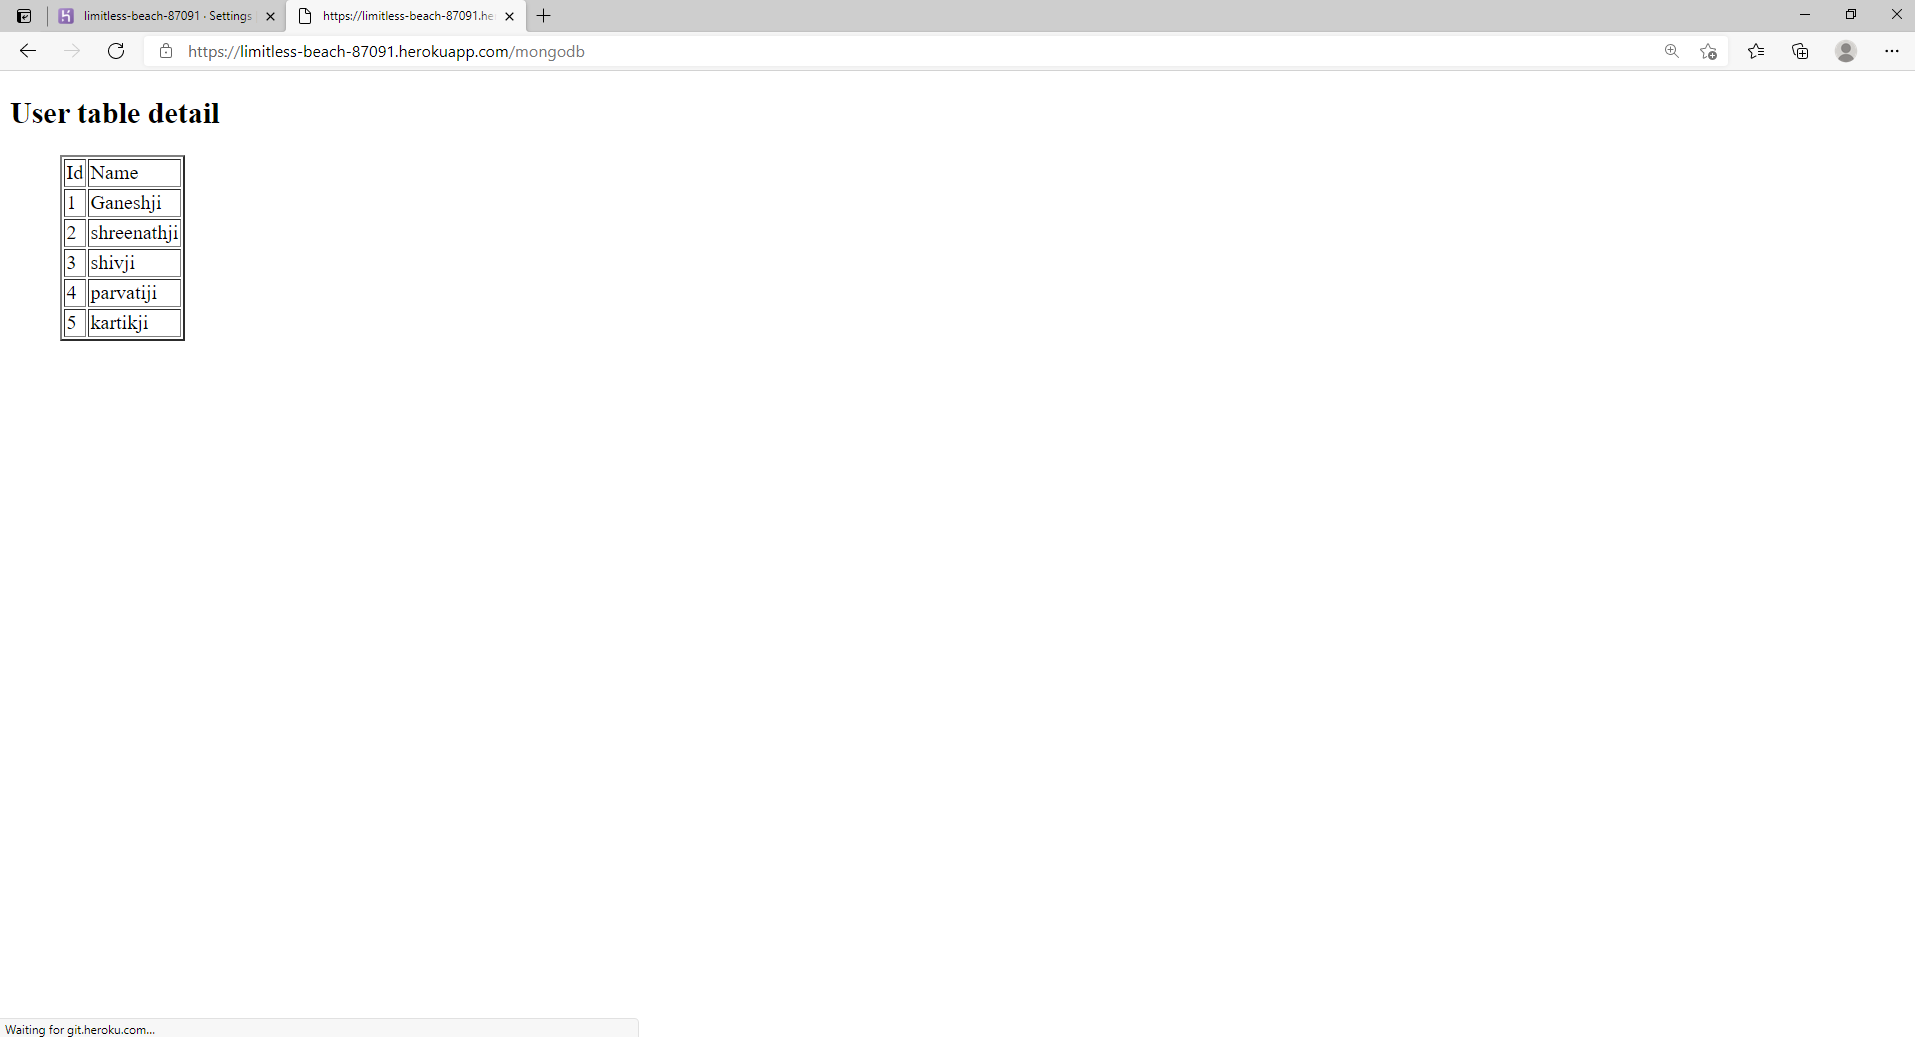 limitless-beach-87091 · Settings
https://limitless-beach-87091.he
https://limitless-beach-87091.herokuapp.com/mongodb
User table detail
Id Name
1 Ganeshji
2 shreenathji
3 shivji
4 parvatiji
5 kartikji
Waiting for git.heroku.com...